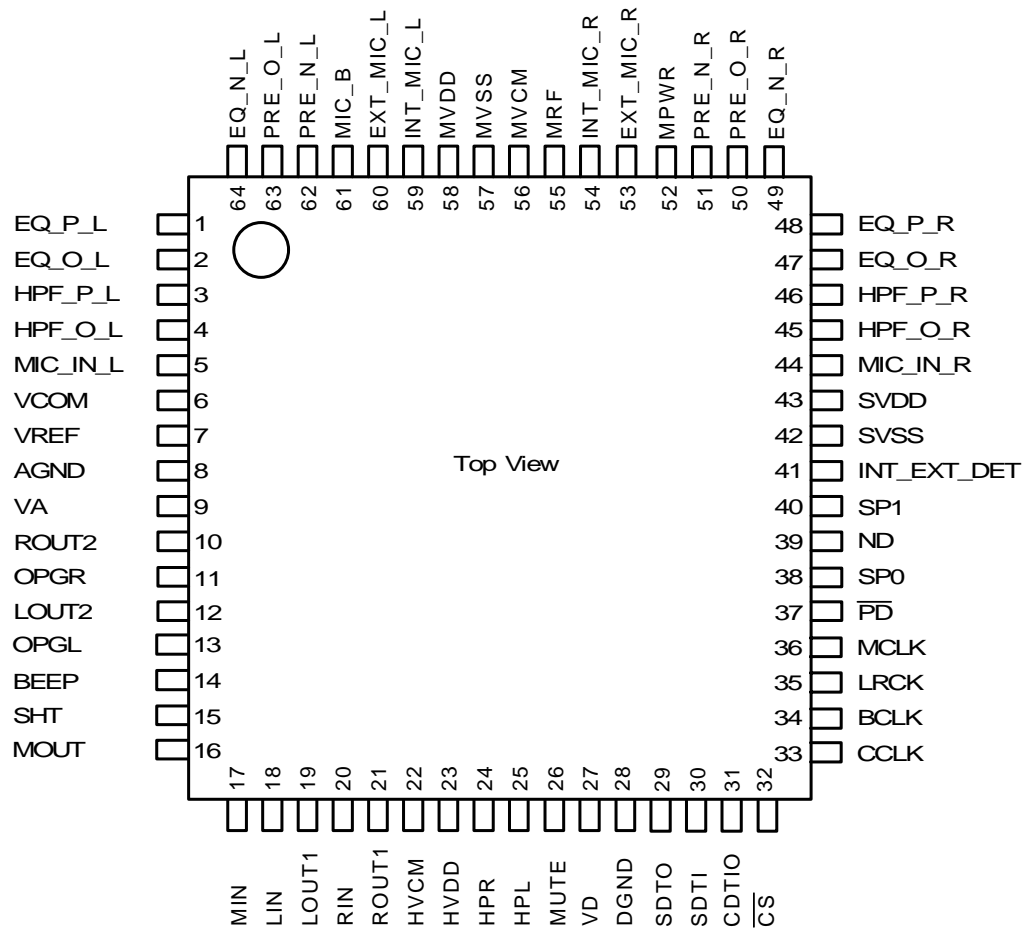 EQ_N_L
PRE_O_L
PRE_N_L
MIC_B
EXT_MIC_L
INT_MIC_L
MVDD
MVSS
MVCM
MRF
INT_MIC_R
EXT_MIC_R
MPWR
PRE_N_R
PRE_O_R
EQ_N_R
64
63
62
61
60
59
58
57
56
55
54
53
52
51
50
49
EQ_P_L 1
EQ_O_L 2
HPF_P_L 3
HPF_O_L 4
MIC_IN_L 5
VCOM 6
VREF 7
AGND 8
VA 9
ROUT2 10
OPGR 11
LOUT2 12
OPGL 13
BEEP 14
SHT 15
MOUT 16
Top View
48 EQ_P_R
47 EQ_O_R
46 HPF_P_R
45 HPF_O_R
44 MIC_IN_R
43 SVDD
42 SVSS
41 INT_EXT_DET
40 SP1
39 ND
38 SP0
37 P̅D̅
36 MCLK
35 LRCK
34 BCLK
33 CCLK
17
18
19
20
21
22
23
24
25
26
27
28
29
30
31
32
MIN
LIN
LOUT1
RIN
ROUT1
HVCM
HVDD
HPR
HPL
MUTE
VD
DGND
SDTO
SDTI
CDTIO
C̅S̅